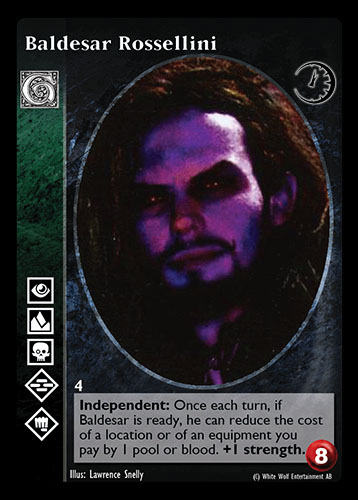 Baldesar Rossellini
4
Independent: Once each turn, if
Baldesar is ready, he can reduce the cost
of a location or of an equipment you
pay by 1 pool or blood. +1 strength.
8
Illus: Lawrence Snelly
(C) White Wolf Entertainment AB